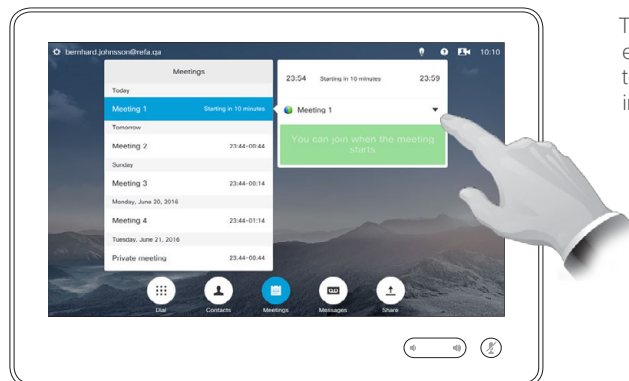 bernhard.johnsson@refa.qa
10:10
Meetings
Today
Meeting 1 Starting in 10 minutes
Tomorrow
Meeting 2 23:44-00:44
Sunday
Meeting 3 23:44-00:14
Monday, June 20, 2016
Meeting 4 23:44-01:14
Tuesday, June 21, 2016
Private meeting 23:44-00:44
23:54 Starting in 10 minutes 23:59
Meeting 1
You can join when the meeting
starts
Dial Contacts Meetings Messages Share